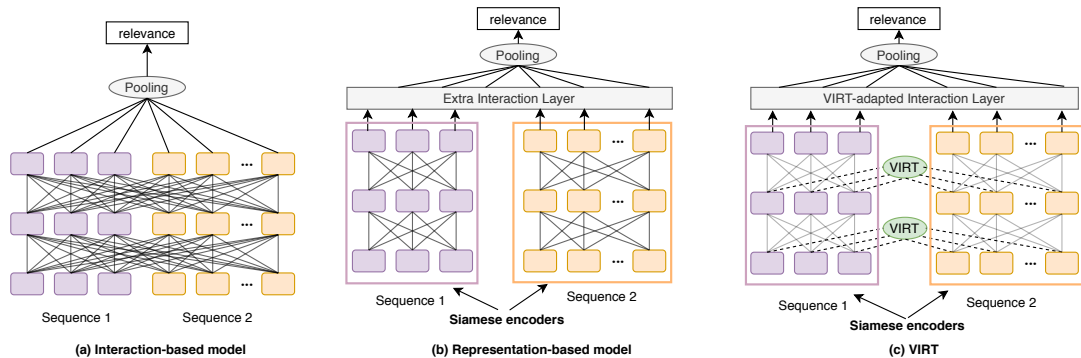 relevance
Pooling
...
...
...
Sequence 1
Sequence 2
(a) Interaction-based model
relevance
Pooling
Extra Interaction Layer
...
...
...
Sequence 1
Sequence 2
Siamese encoders
(b) Representation-based model
relevance
Pooling
VIRT-adapted Interaction Layer
...
VIRT
...
VIRT
...
Sequence 1
Sequence 2
Siamese encoders
(c) VIRT